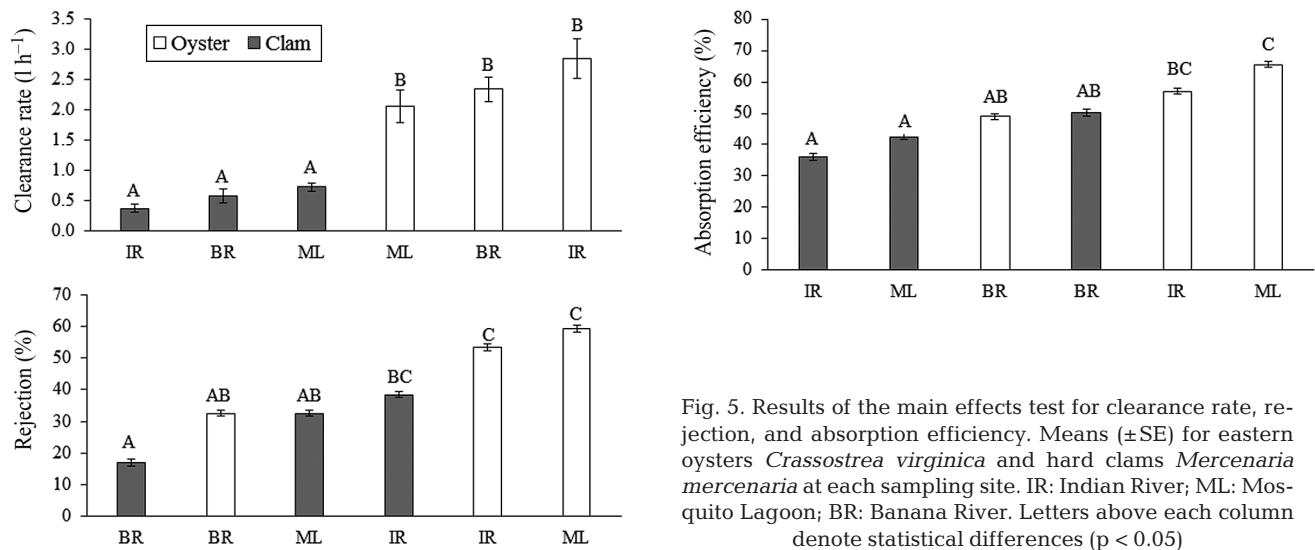 3.5
3.0
2.5
2.0
1.5
1.0
0.5
0.0
Clearance rate (l h⁻¹)
Oyster Clam
A A A B B B
IR BR ML ML BR IR
70
60
50
40
30
20
10
0
Rejection (%)
A AB AB BC C C
BR BR ML IR IR ML
80
70
60
50
40
30
20
10
0
Absorption efficiency (%)
A A AB AB BC C
IR ML BR BR IR ML
Fig. 5. Results of the main effects test for clearance rate, re-
jection, and absorption efficiency. Means (±SE) for eastern
oysters Crassostrea virginica and hard clams Mercenaria
mercenaria at each sampling site. IR: Indian River; ML: Mos-
quito Lagoon; BR: Banana River. Letters above each column
denote statistical differences (p < 0.05)